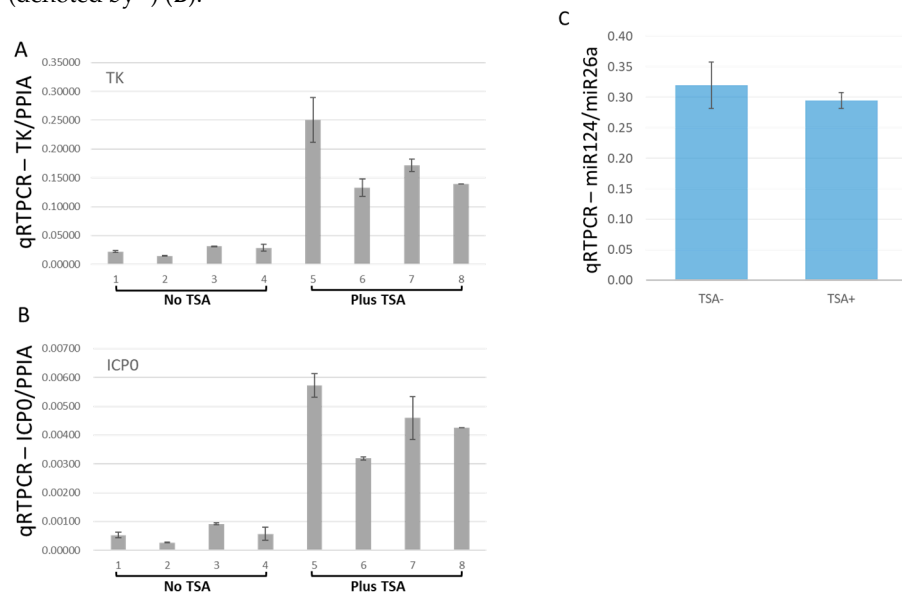 A
0.35000
TK
0.30000
0.25000
0.20000
0.15000
0.10000
0.05000
0.00000
qRTPCR – TK/PPIA
1 2 3 4 5 6 7 8
No TSA Plus TSA
B
0.00700
ICP0
0.00600
0.00500
0.00400
0.00300
0.00200
0.00100
0.00000
qRTPCR – ICP0/PPIA
1 2 3 4 5 6 7 8
No TSA Plus TSA
C
0.40
0.35
0.30
0.25
0.20
0.15
0.10
0.05
0.00
qRTPCR – miR124/miR26a
TSA- TSA+